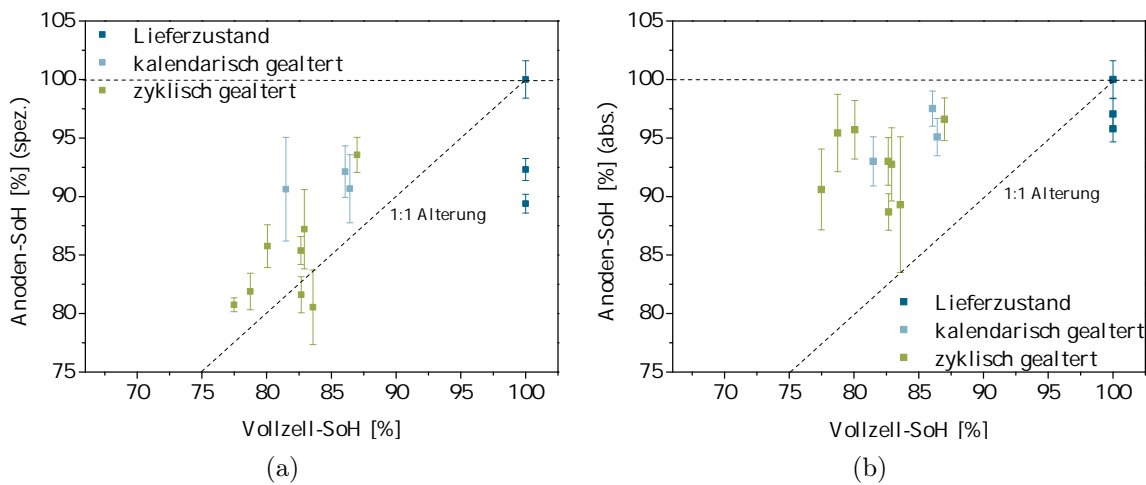 105
100
95
90
85
80
75
Anoden-SoH [%] (spez.)
Lieferzustand
kalendarisch gealtert
zyklisch gealtert
1:1 Alterung
70 75 80 85 90 95 100
Vollzell-SoH [%]
(a)
105
100
95
90
85
80
75
Anoden-SoH [%] (abs.)
1:1 Alterung
Lieferzustand
kalendarisch gealtert
zyklisch gealtert
70 75 80 85 90 95 100
Vollzell-SoH [%]
(b)